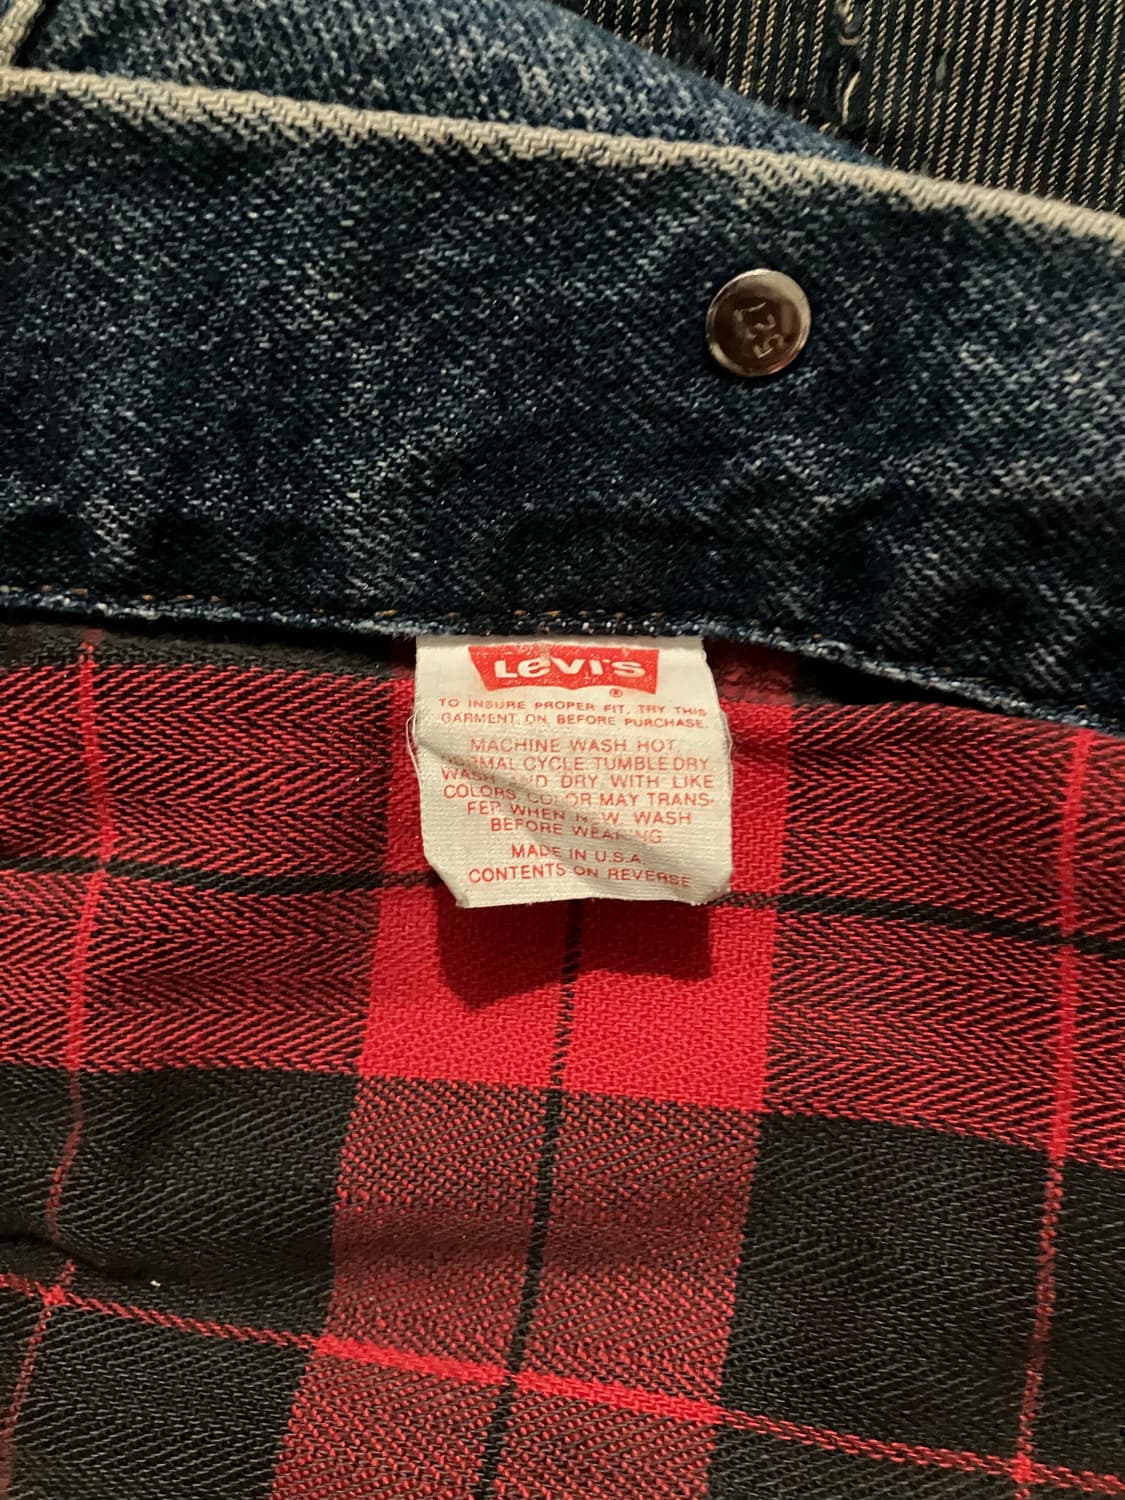 521
LEVI'S
®
TO INSURE PROPER FIT, TRY THIS
GARMENT ON BEFORE PURCHASE.
MACHINE WASH HOT,
NORMAL CYCLE TUMBLE DRY.
WASH AND DRY WITH LIKE
COLORS, COLOR MAY TRANS-
FER WHEN NEW. WASH
BEFORE WEARING
MADE IN U.S.A.
CONTENTS ON REVERSE